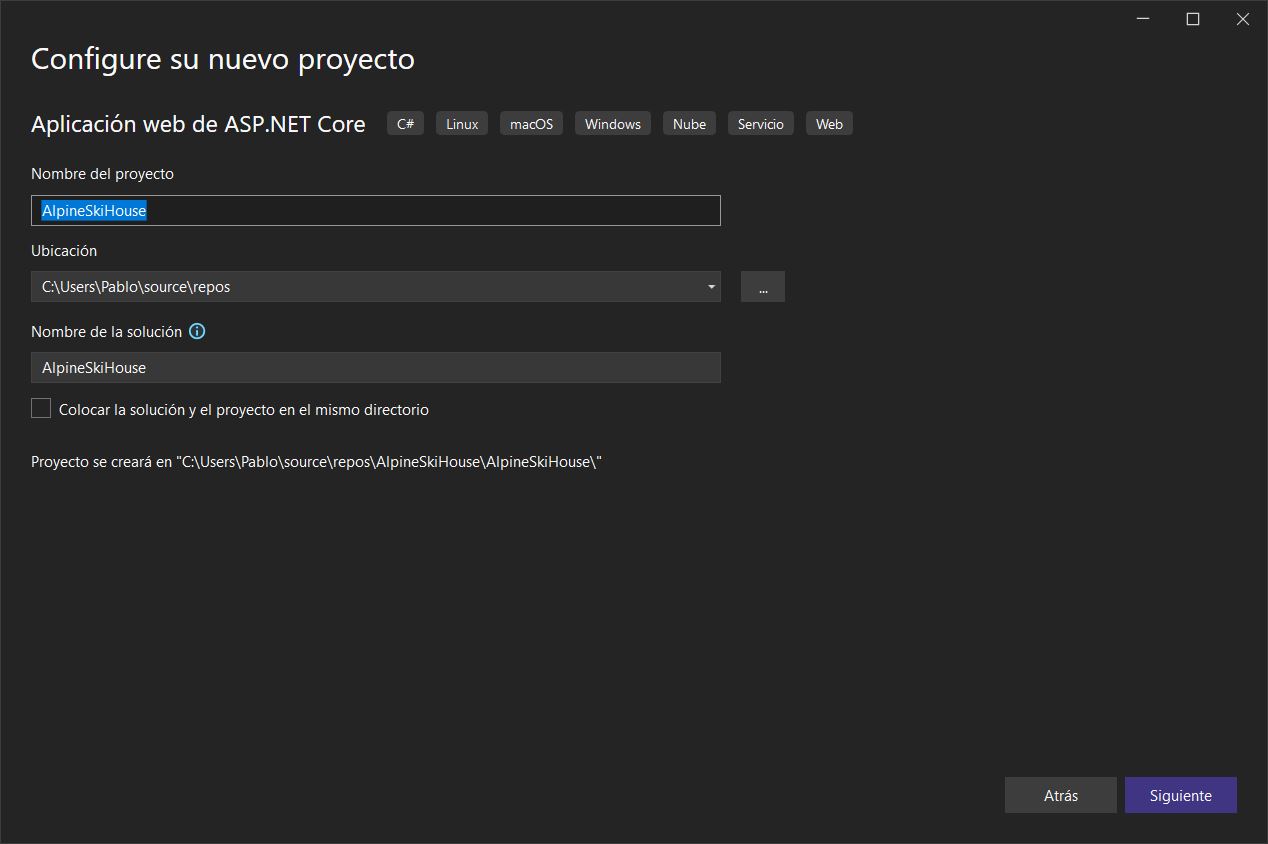 Configure su nuevo proyecto
Aplicación web de ASP.NET Core C# Linux macOS Windows Nube Servicio Web
Nombre del proyecto
AlpineSkiHouse
Ubicación
C:\Users\Pablo\source\repos ...
Nombre de la solución
AlpineSkiHouse
Colocar la solución y el proyecto en el mismo directorio
Proyecto se creará en "C:\Users\Pablo\source\repos\AlpineSkiHouse\AlpineSkiHouse\"
Atrás Siguiente